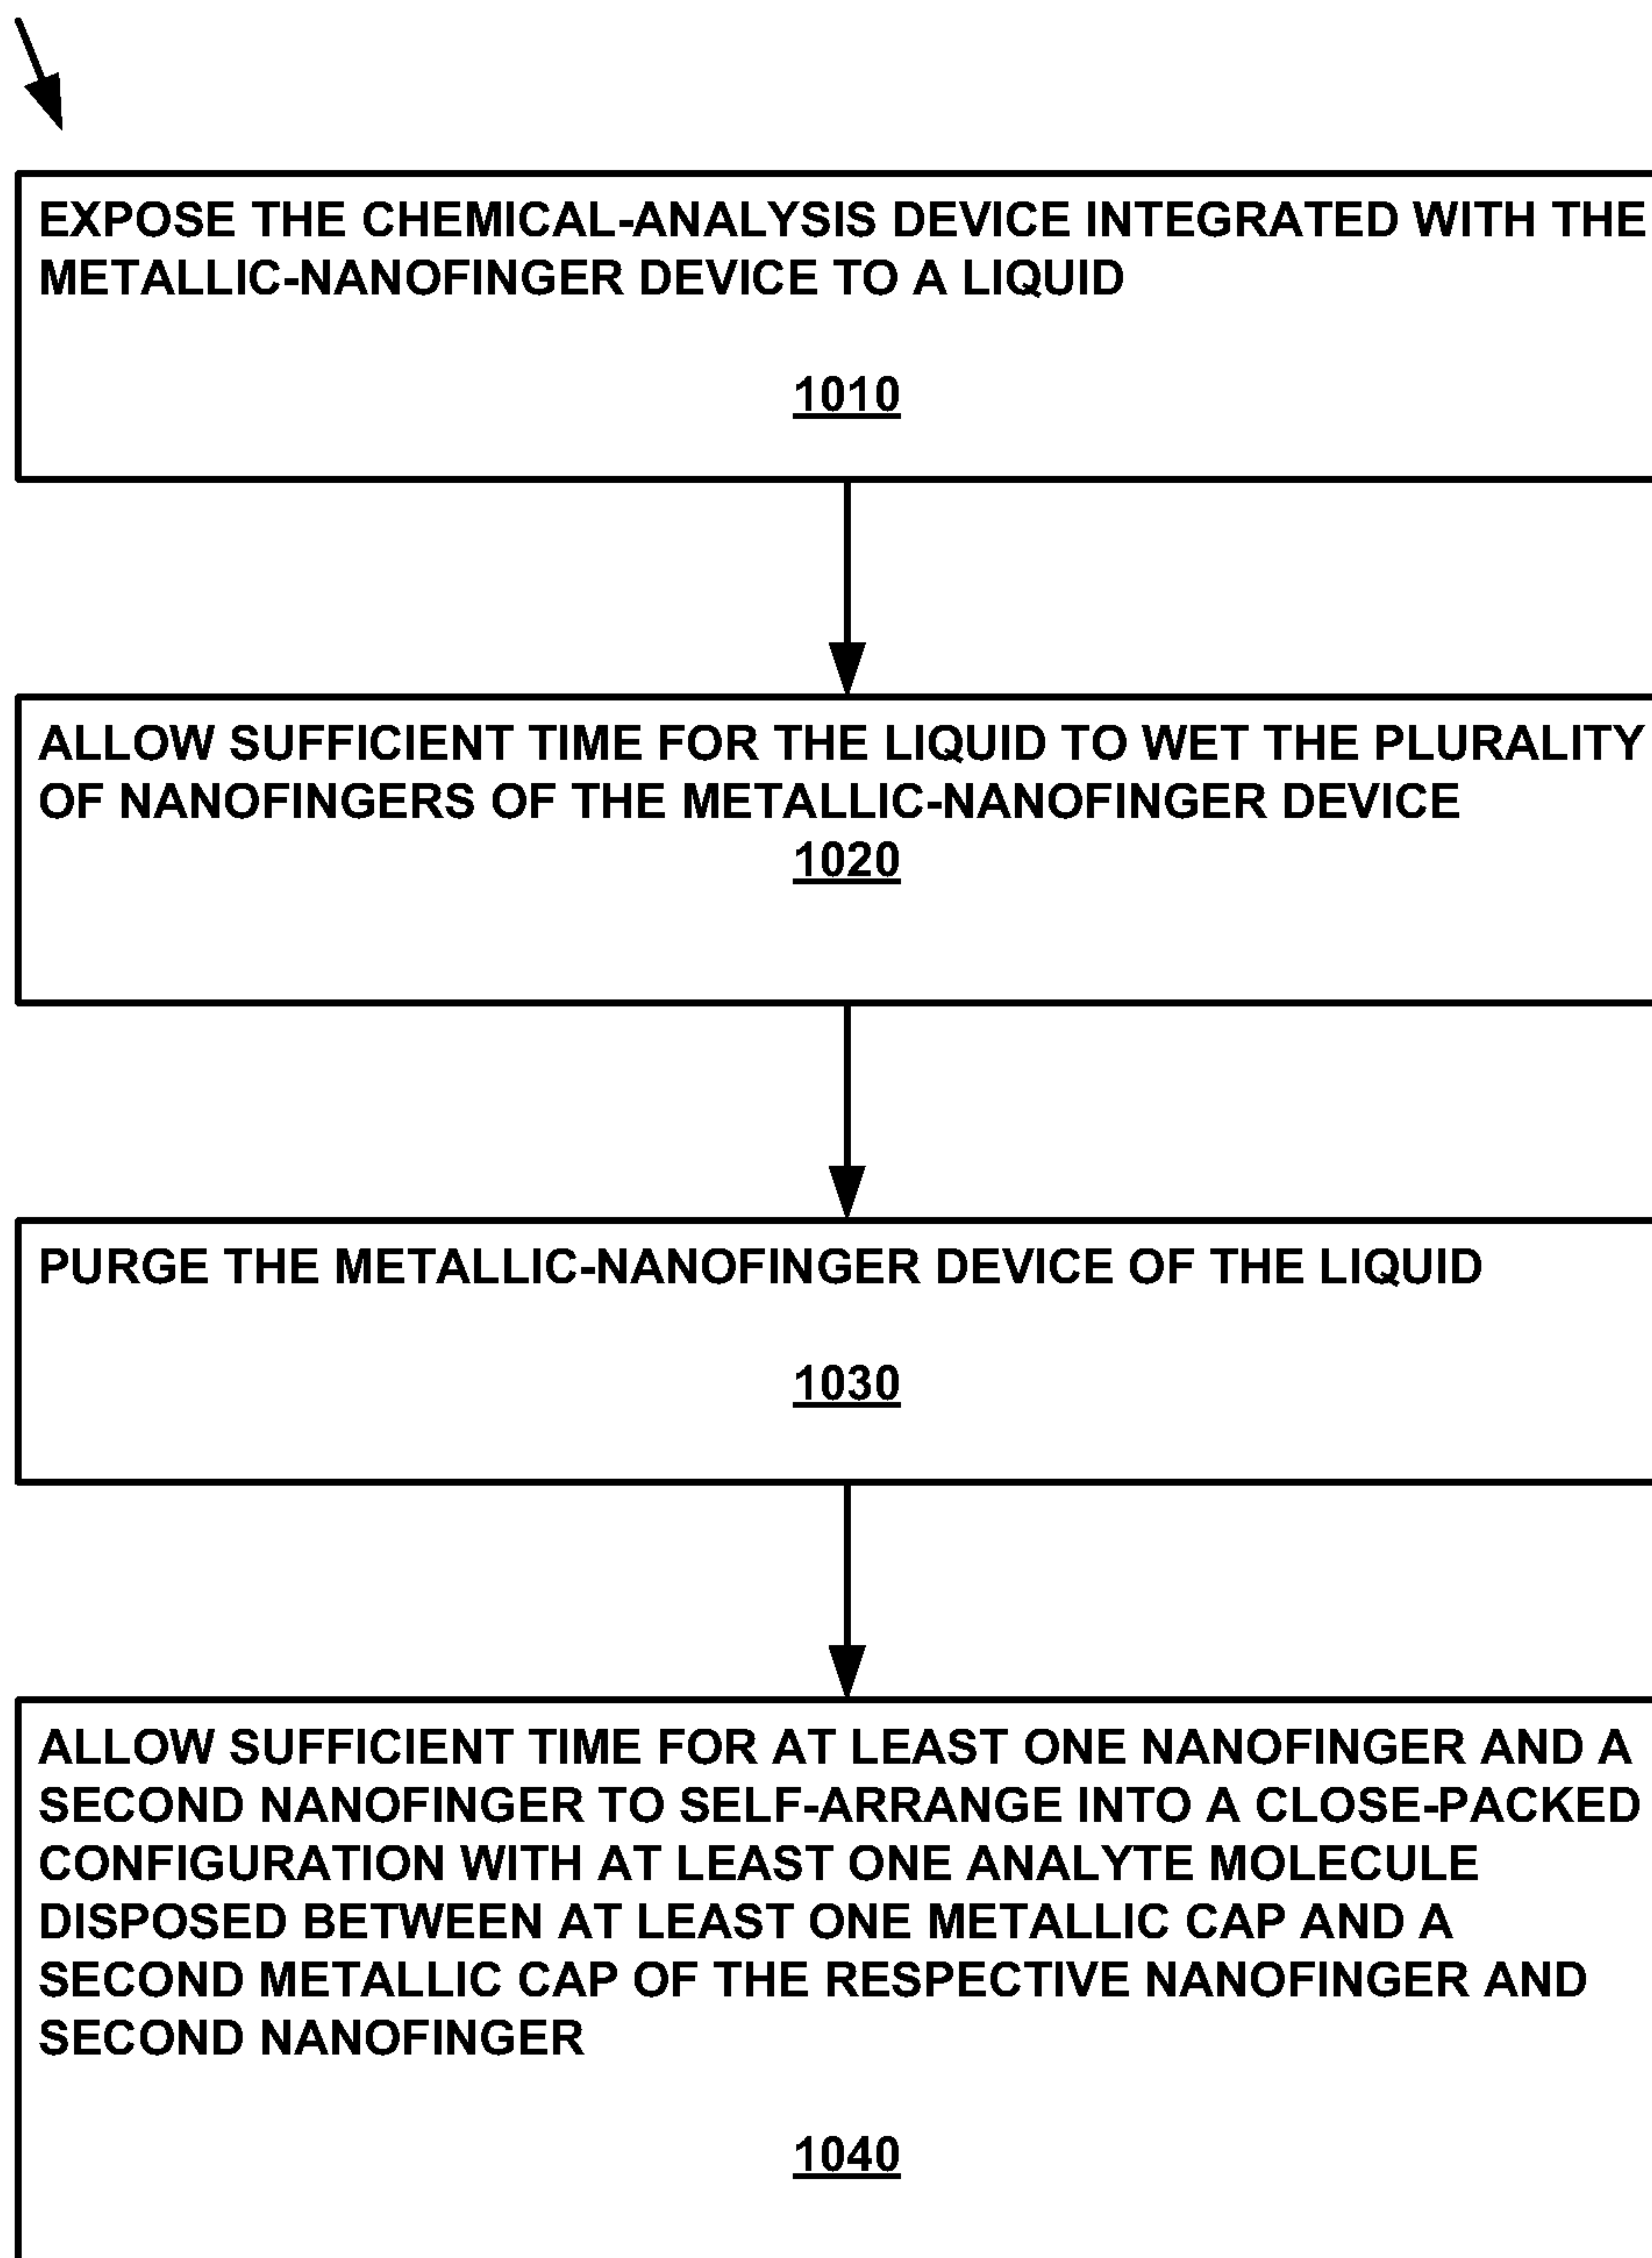 EXPOSE THE CHEMICAL-ANALYSIS DEVICE INTEGRATED WITH THE
METALLIC-NANOFINGER DEVICE TO A LIQUID
1010
ALLOW SUFFICIENT TIME FOR THE LIQUID TO WET THE PLURALITY
OF NANOFINGERS OF THE METALLIC-NANOFINGER DEVICE
1020
PURGE THE METALLIC-NANOFINGER DEVICE OF THE LIQUID
1030
ALLOW SUFFICIENT TIME FOR AT LEAST ONE NANOFINGER AND A
SECOND NANOFINGER TO SELF-ARRANGE INTO A CLOSE-PACKED
CONFIGURATION WITH AT LEAST ONE ANALYTE MOLECULE
DISPOSED BETWEEN AT LEAST ONE METALLIC CAP AND A
SECOND METALLIC CAP OF THE RESPECTIVE NANOFINGER AND
SECOND NANOFINGER
1040